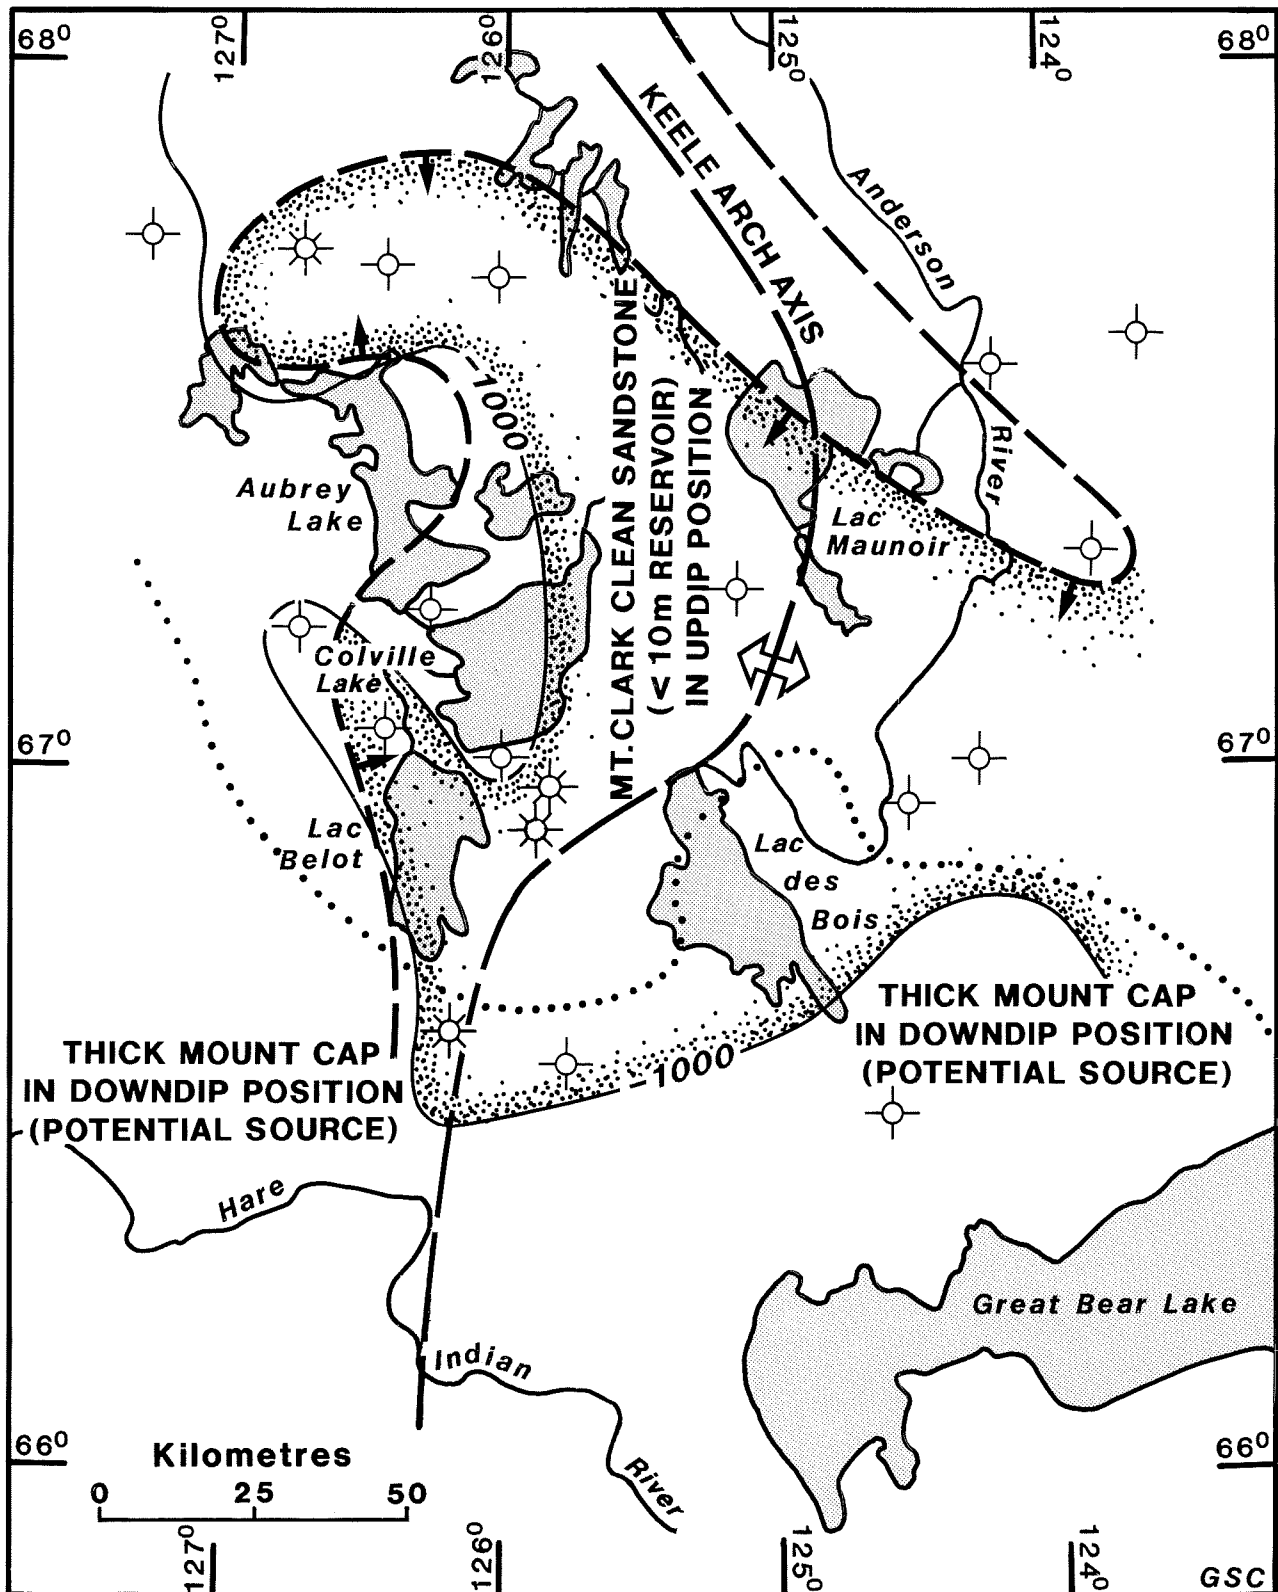 127° 126° 125° 124°
68° 68°
KEELE ARCH AXIS
Anderson
River
1000
MT. CLARK CLEAN SANDSTONE
(< 10m RESERVOIR)
IN UPDIP POSITION
Aubrey
Lake
Lac
Maunoir
Colville
Lake
67° 67°
Lac
Belot
Lac
des
Bois
THICK MOUNT CAP
IN DOWNDIP POSITION
(POTENTIAL SOURCE)
THICK MOUNT CAP
IN DOWNDIP POSITION
(POTENTIAL SOURCE)
1000
Hare
Indian
River
Great Bear Lake
66° 66°
Kilometres
0 25 50
127° 126° 125° 124°
GSC